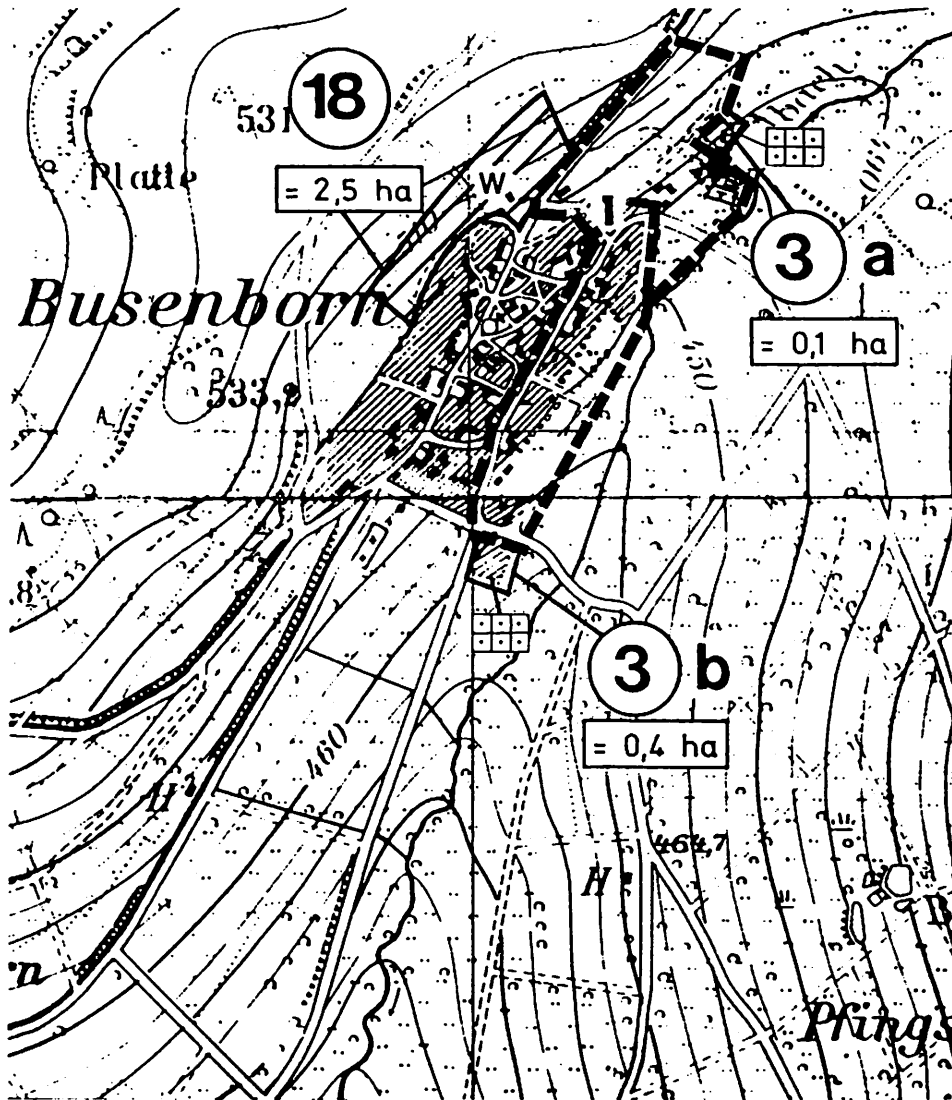 18
531
Platte
= 2,5 ha
W.
I
3 a
Busenborn
= 0,1 ha
450
533,2
3 b
= 0,4 ha
460
H
464,7
H
Pfings